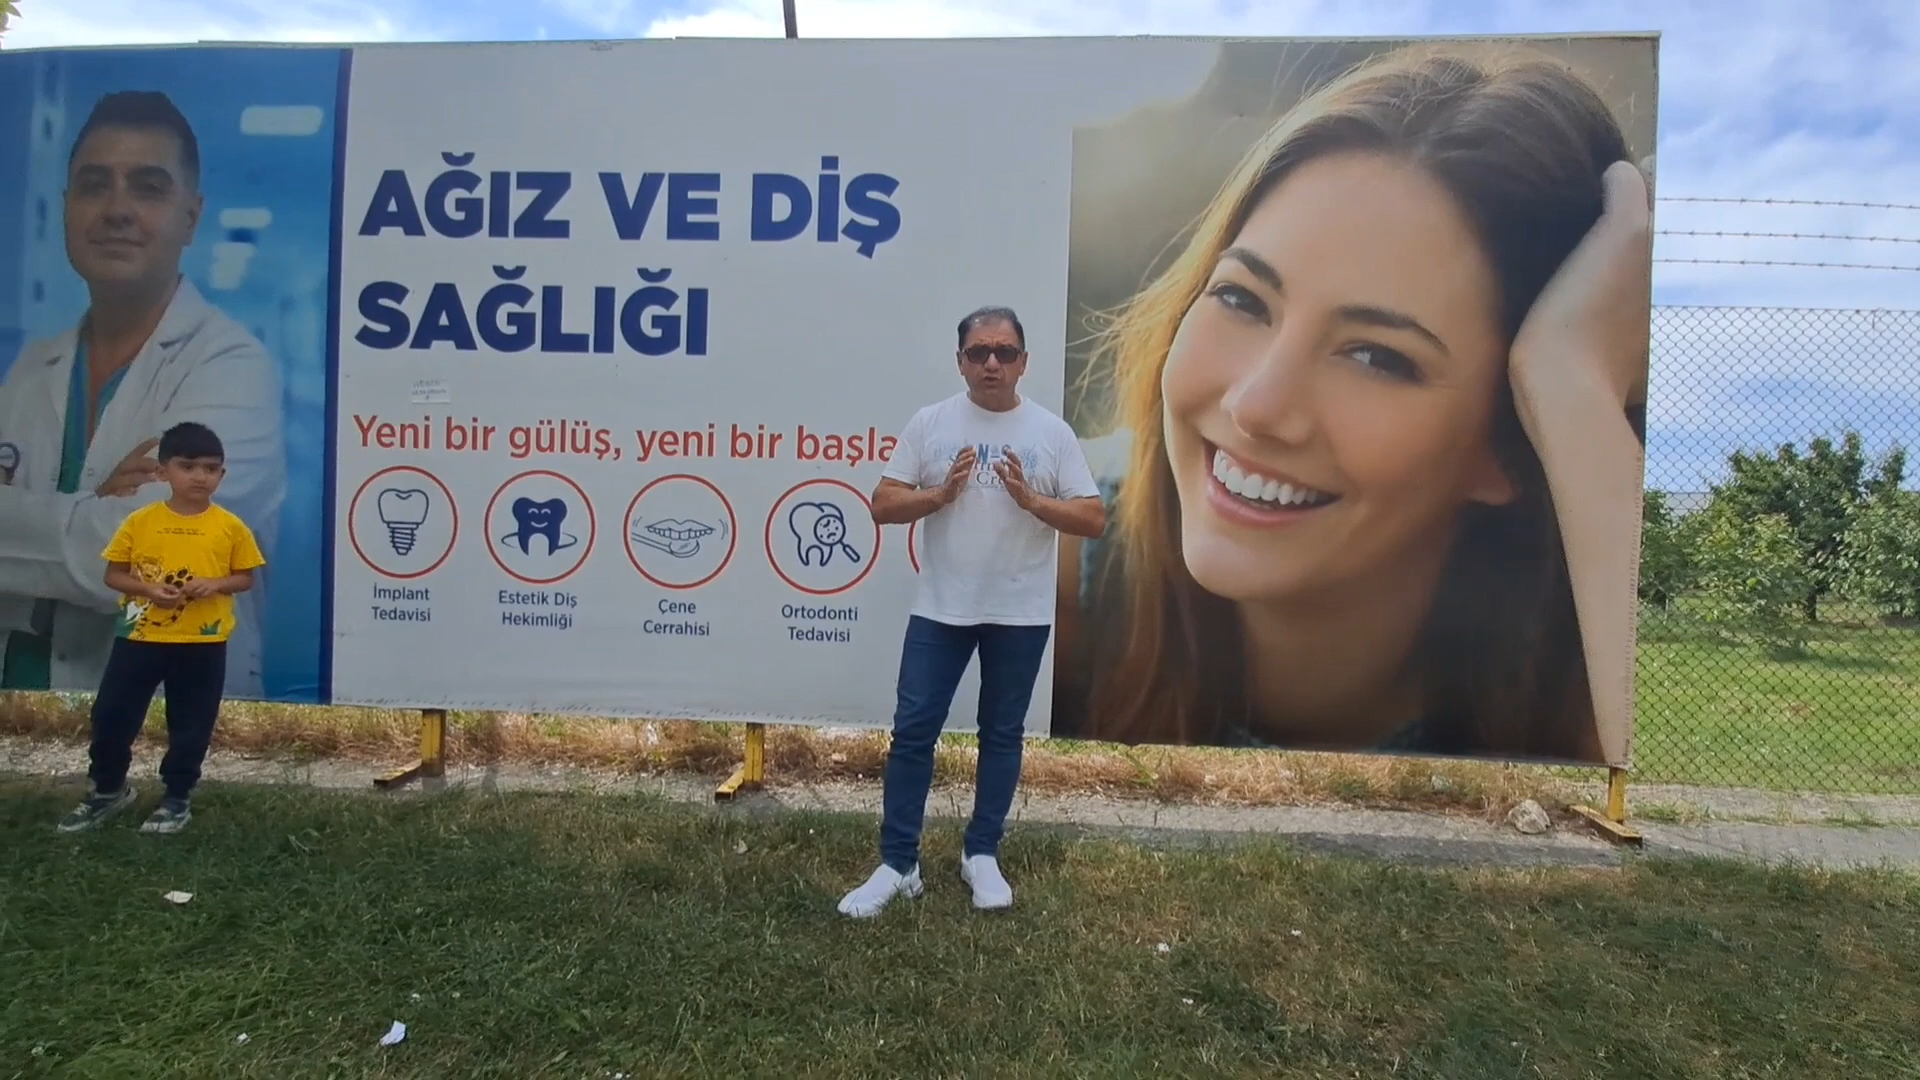 AĞIZ VE DİŞ
SAĞLIĞI
Yeni bir gülüş, yeni bir başla
İmplant
Tedavisi
Estetik Diş
Hekimliği
Çene
Cerrahisi
Ortodonti
Tedavisi